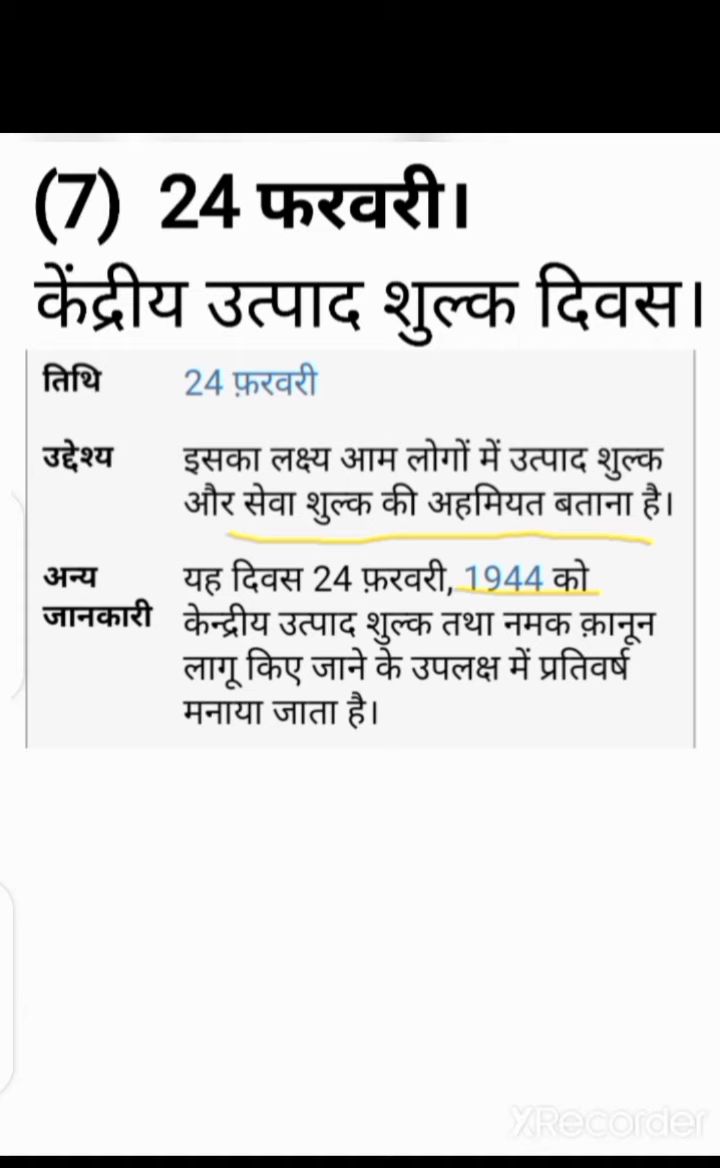 (7) 24 फरवरी।
केंद्रीय उत्पाद शुल्क दिवस।
तिथि 24 फ़रवरी
उद्देश्य इसका लक्ष्य आम लोगों में उत्पाद शुल्क
और सेवा शुल्क की अहमियत बताना है।
अन्य यह दिवस 24 फ़रवरी, 1944 को
जानकारी केन्द्रीय उत्पाद शुल्क तथा नमक क़ानून
लागू किए जाने के उपलक्ष में प्रतिवर्ष
मनाया जाता है।
XRecorder